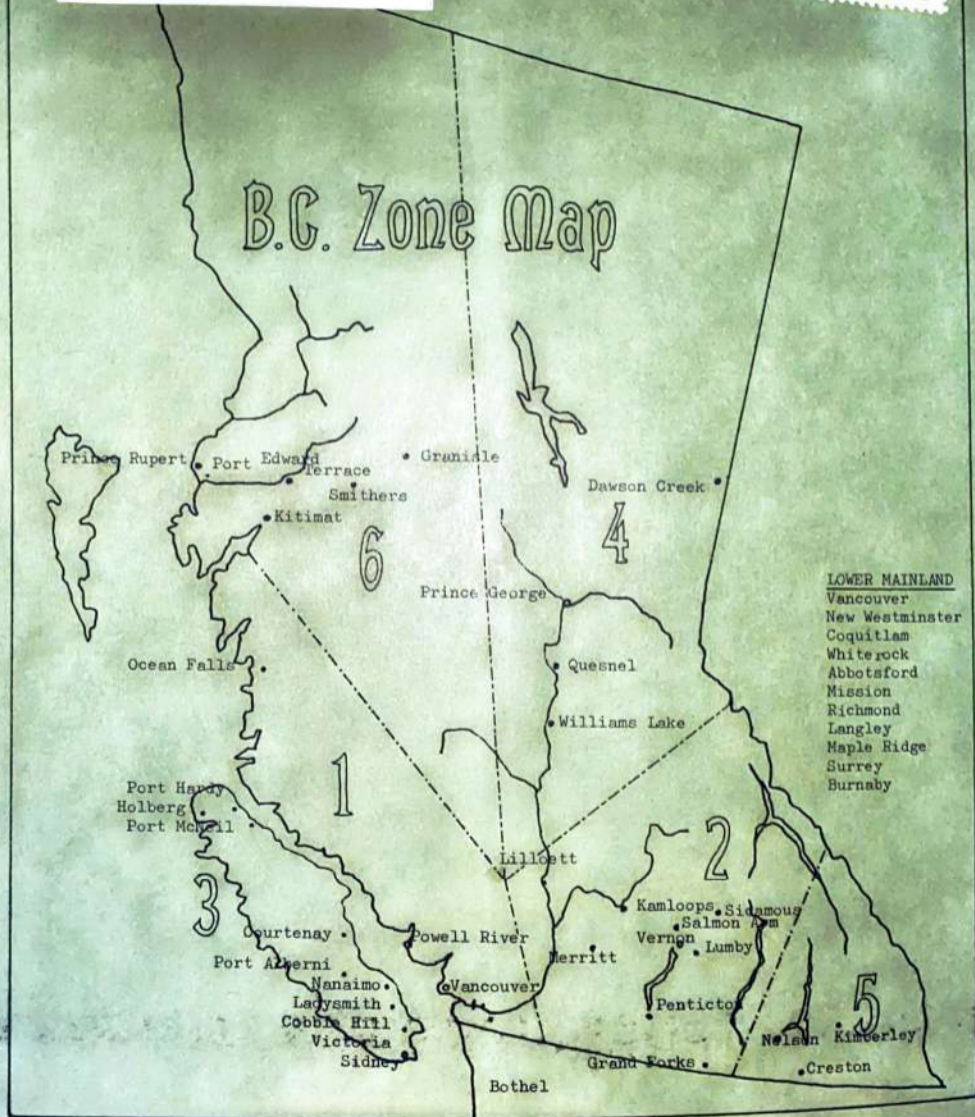 B.C. Zone Map
Prince Rupert
Port Edward
Terrace
Granisle
Smithers
Kitimat
Dawson Creek
6
4
Prince George
LOWER MAINLAND
Vancouver
New Westminster
Coquitlam
Whiterock
Abbotsford
Mission
Richmond
Langley
Maple Ridge
Surrey
Burnaby
Ocean Falls
Quesnel
Williams Lake
1
Port Hardy
Holberg
Port McNeil
Lillooett
2
3
Kamloops
Sicamous
Salmon Arm
Vernon
Lumby
Merritt
Courtenay
Powell River
Port Alberni
Nanaimo
Vancouver
Ladysmith
Cobble Hill
Victoria
Sidney
Penticton
5
Nelson
Kimberley
Grand Forks
Creston
Bothel